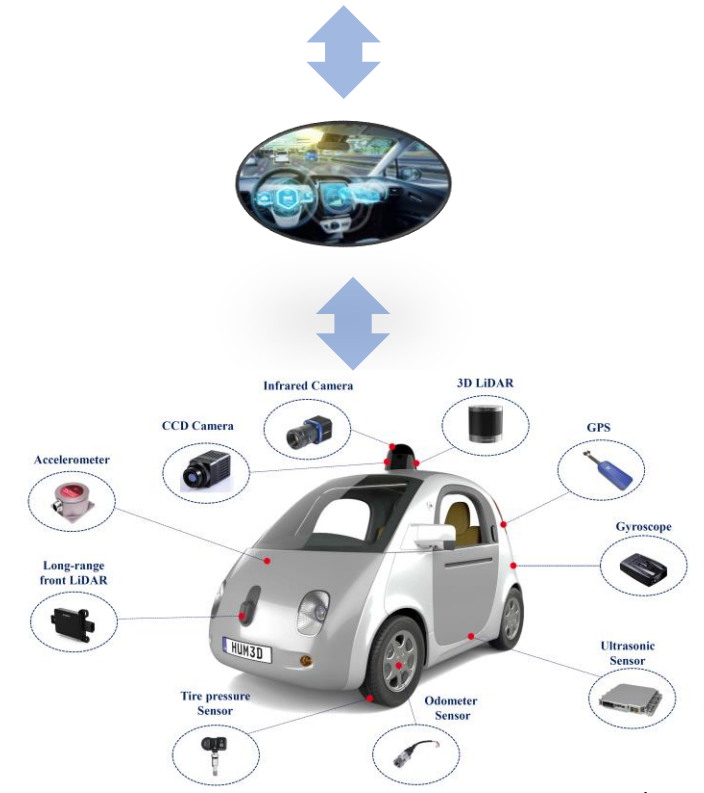 Infrared Camera
3D LiDAR
CCD Camera
GPS
Accelerometer
Gyroscope
Long-range
front LiDAR
HUM3D
Ultrasonic
Sensor
Tire pressure
Sensor
Odometer
Sensor